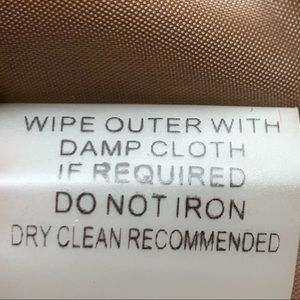 WIPE OUTER WITH
DAMP CLOTH
IF REQUIRED
DO NOT IRON
DRY CLEAN RECOMMENDED